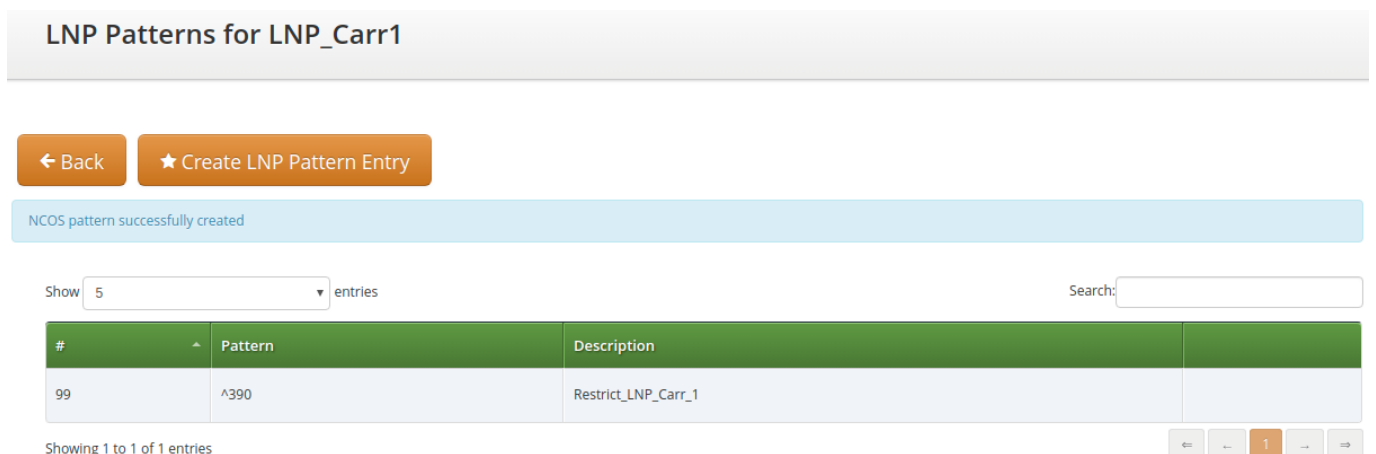 LNP Patterns for LNP_Carr1
Back
Create LNP Pattern Entry
NCOS pattern successfully created
Show 5 entries
Search:
# Pattern Description
99 ^390 Restrict_LNP_Carr_1
Showing 1 to 1 of 1 entries
⇐ ← 1 → ⇒